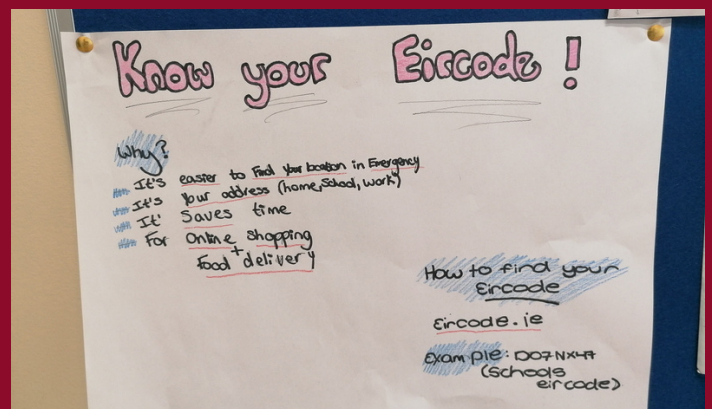 Know your Eircode !
Why?
It's easier to Find Your location in Emergency
It's Your address (home, School, work)
It' Saves time
For Online shopping
+
Food delivery
How to find your
Eircode
Eircode.ie
Example: D07NX47
(Schools
eircode)